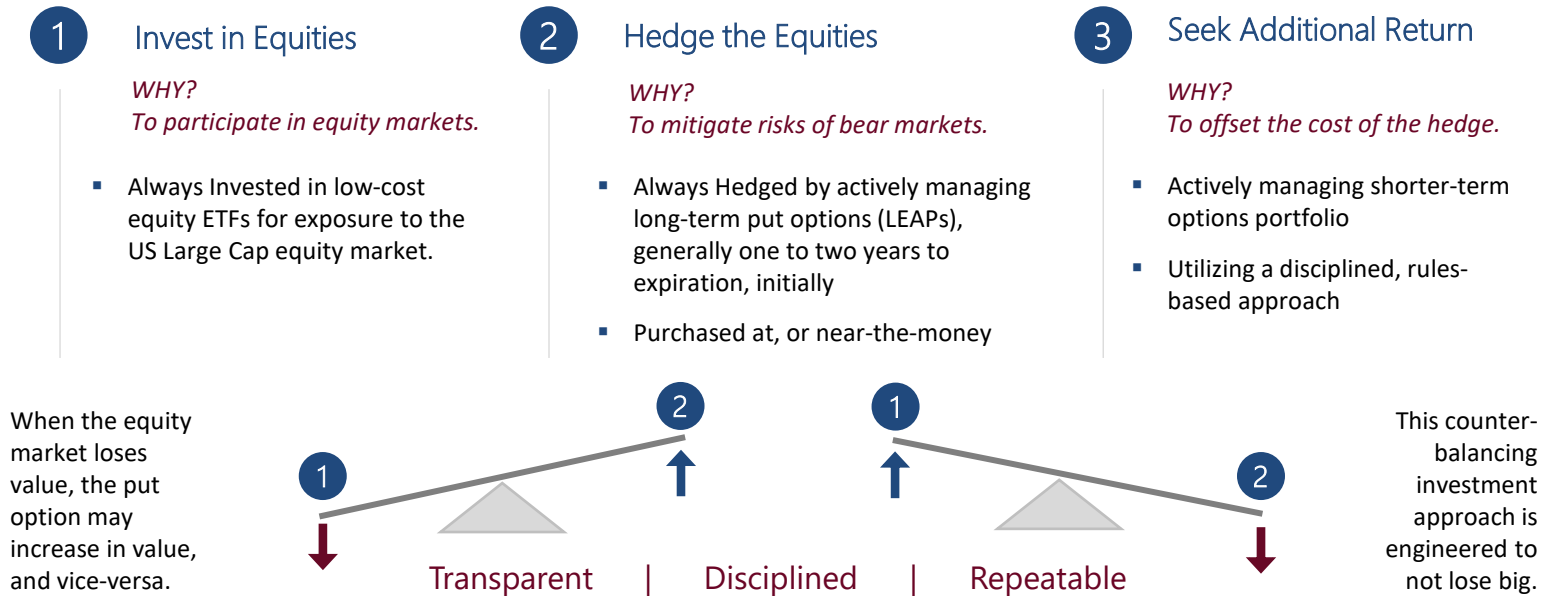 1
Invest in Equities
WHY?
To participate in equity markets.
▪ Always Invested in low-cost
equity ETFs for exposure to the
US Large Cap equity market.
2
Hedge the Equities
WHY?
To mitigate risks of bear markets.
▪ Always Hedged by actively managing
long-term put options (LEAPs),
generally one to two years to
expiration, initially
▪ Purchased at, or near-the-money
3
Seek Additional Return
WHY?
To offset the cost of the hedge.
▪ Actively managing shorter-term
options portfolio
▪ Utilizing a disciplined, rules-
based approach
When the equity
market loses
value, the put
option may
increase in value,
and vice-versa.
1
2
1
2
This counter-
balancing
investment
approach is
engineered to
not lose big.
Transparent | Disciplined | Repeatable